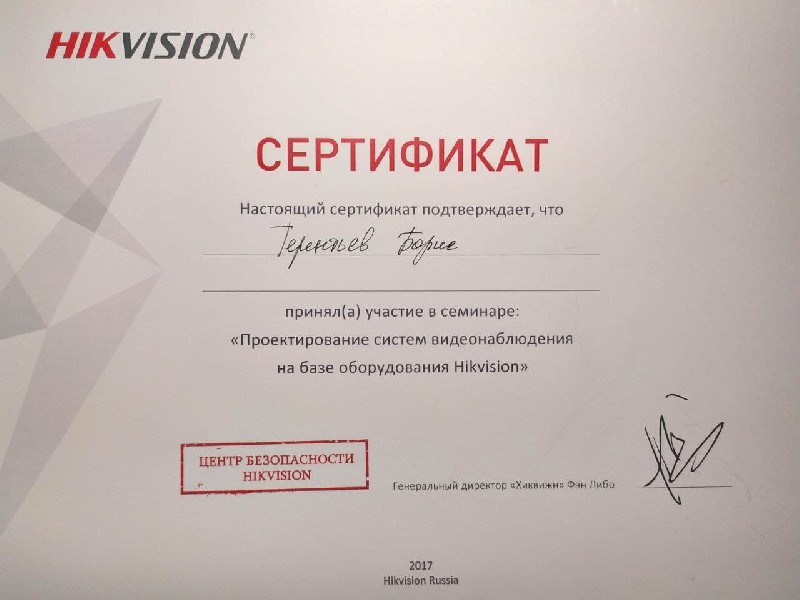 HIKVISION®
СЕРТИФИКАТ
Настоящий сертификат подтверждает, что
Терентьев Борис
принял(а) участие в семинаре:
«Проектирование систем видеонаблюдения
на базе оборудования Hikvision»
ЦЕНТР БЕЗОПАСНОСТИ
HIKVISION
Генеральный директор «Хиквижн» Фэн Либо
2017
Hikvision Russia